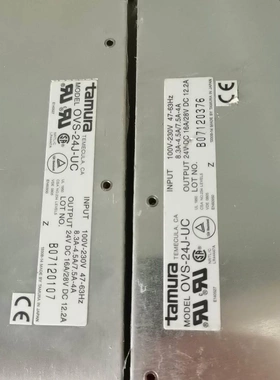 tamura
TEMECULA, CA
MODEL OVS-24J-UC
INPUT 100V-230V 47-63Hz
8.3A-4.5A/7.5A-4A
OUTPUT 24V DC 16A/28V DC 12.2A
LOT NO.
B07120107
Z
CE
tamura
TEMECULA, CA
MODEL OVS-24J-UC
INPUT 100V-230V 47-63Hz
8.3A-4.5A/7.5A-4A
OUTPUT 24V DC 16A/28V DC 12.2A
LOT NO.
B07120376
Z
CE